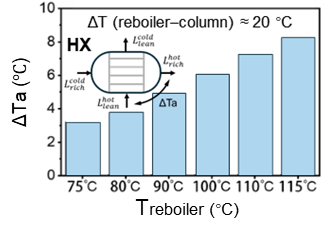 ΔT (reboiler–column) ≈ 20 °C
HX
L^cold_lean
L^cold_rich
L^hot_rich
L^hot_lean
ΔTa
ΔTa (°C)
10
8
6
4
2
0
75°C 80°C 90°C 100°C 110°C 115°C
Treboiler (°C)